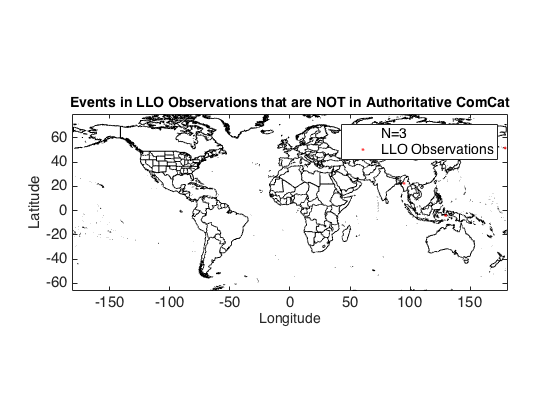 Events in LLO Observations that are NOT in Authoritative ComCat
N=3
LLO Observations
Latitude
60
40
20
0
-20
-40
-60
-150
-100
-50
0
50
100
150
Longitude